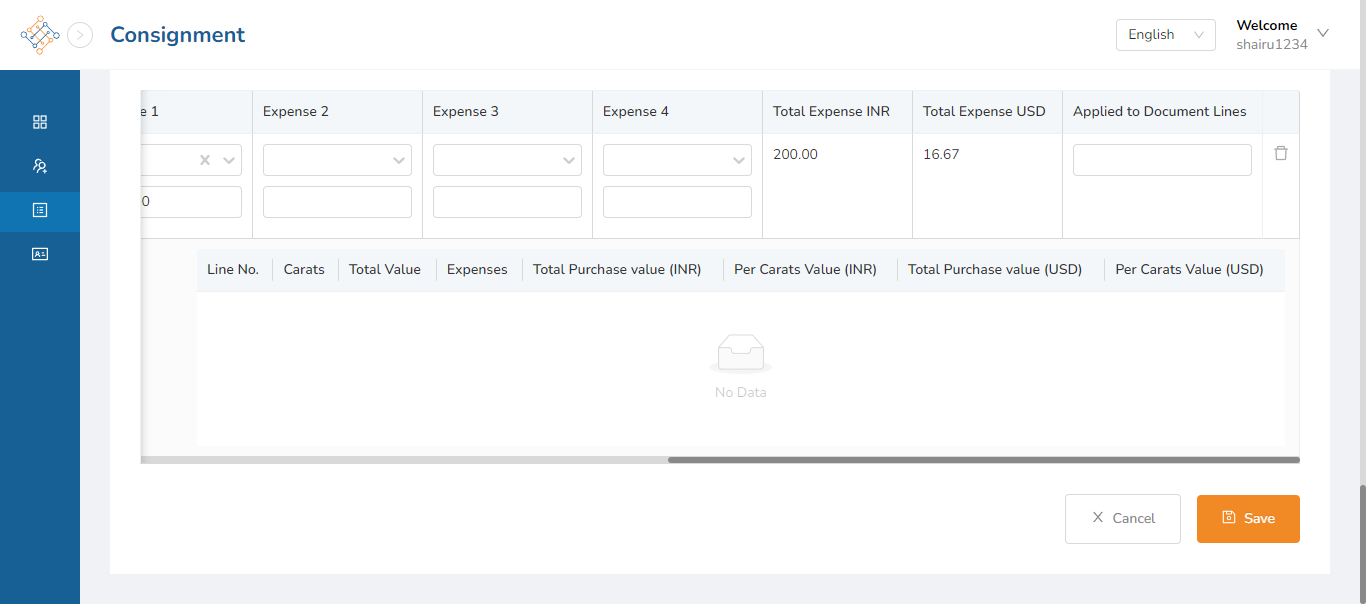 Consignment
English
Welcome
shairu1234
e 1 Expense 2 Expense 3 Expense 4 Total Expense INR Total Expense USD Applied to Document Lines
200.00 16.67
0
Line No. Carats Total Value Expenses Total Purchase value (INR) Per Carats Value (INR) Total Purchase value (USD) Per Carats Value (USD)
No Data
Cancel Save